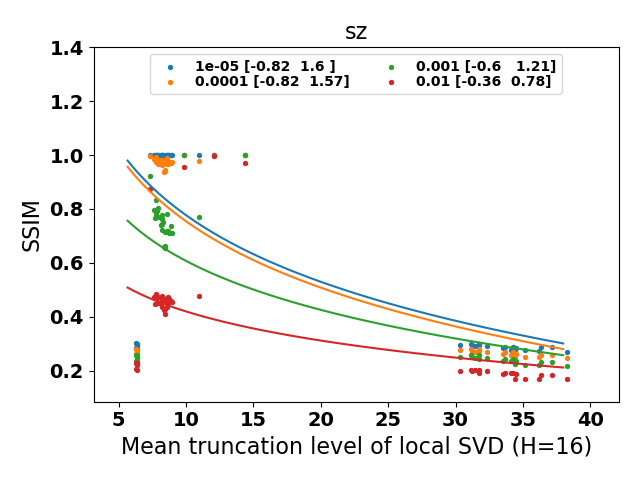 sz
1e-05 [-0.82  1.6 ]
0.0001 [-0.82  1.57]
0.001 [-0.6   1.21]
0.01 [-0.36  0.78]
1.4
1.2
1.0
0.8
0.6
0.4
0.2
SSIM
5 10 15 20 25 30 35 40
Mean truncation level of local SVD (H=16)